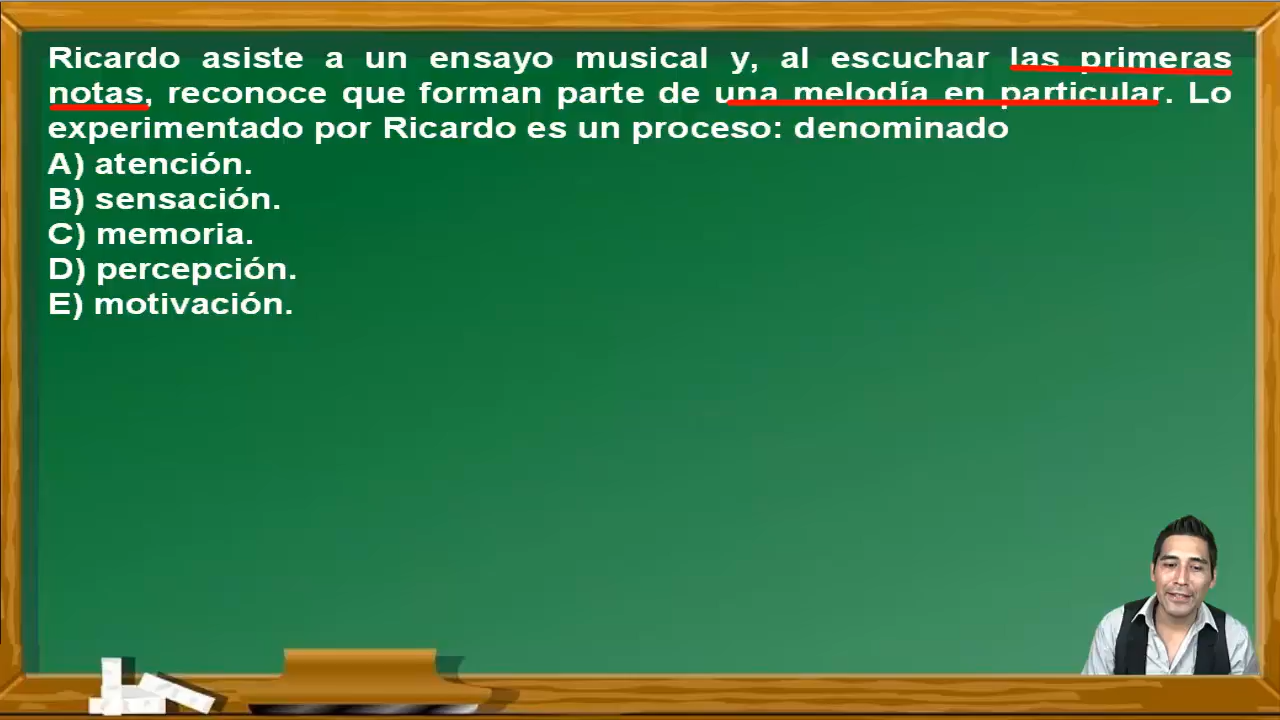 Ricardo asiste a un ensayo musical y, al escuchar las primeras
notas, reconoce que forman parte de una melodía en particular. Lo
experimentado por Ricardo es un proceso: denominado
A) atención.
B) sensación.
C) memoria.
D) percepción.
E) motivación.